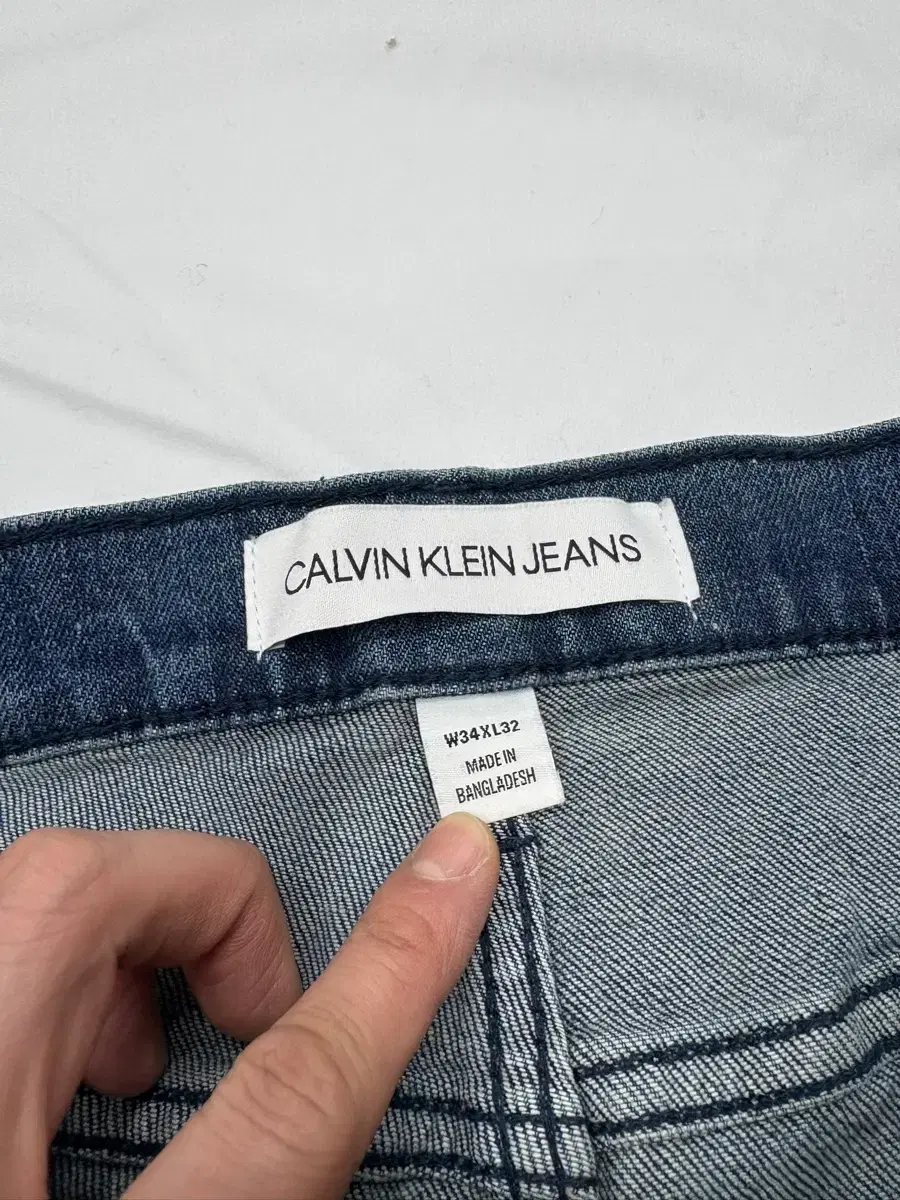 CALVIN KLEIN JEANS
W34XL32
MADE IN
BANGLADESH